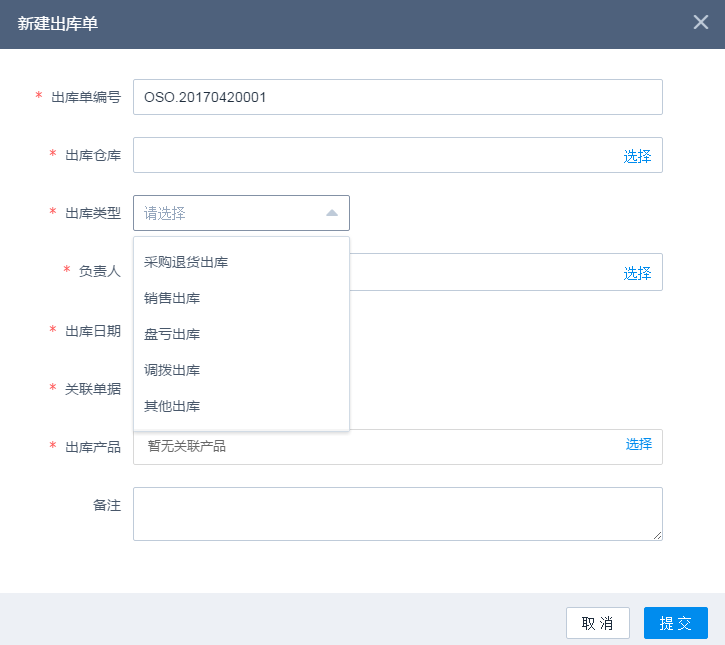 新建出库单
* 出库单编号 OSO.20170420001
* 出库仓库 选择
* 出库类型 请选择
采购退货出库
* 负责人 选择
销售出库
* 出库日期 盘亏出库
调拨出库
* 关联单据
其他出库
* 出库产品 暂无关联产品 选择
备注
取消 提交